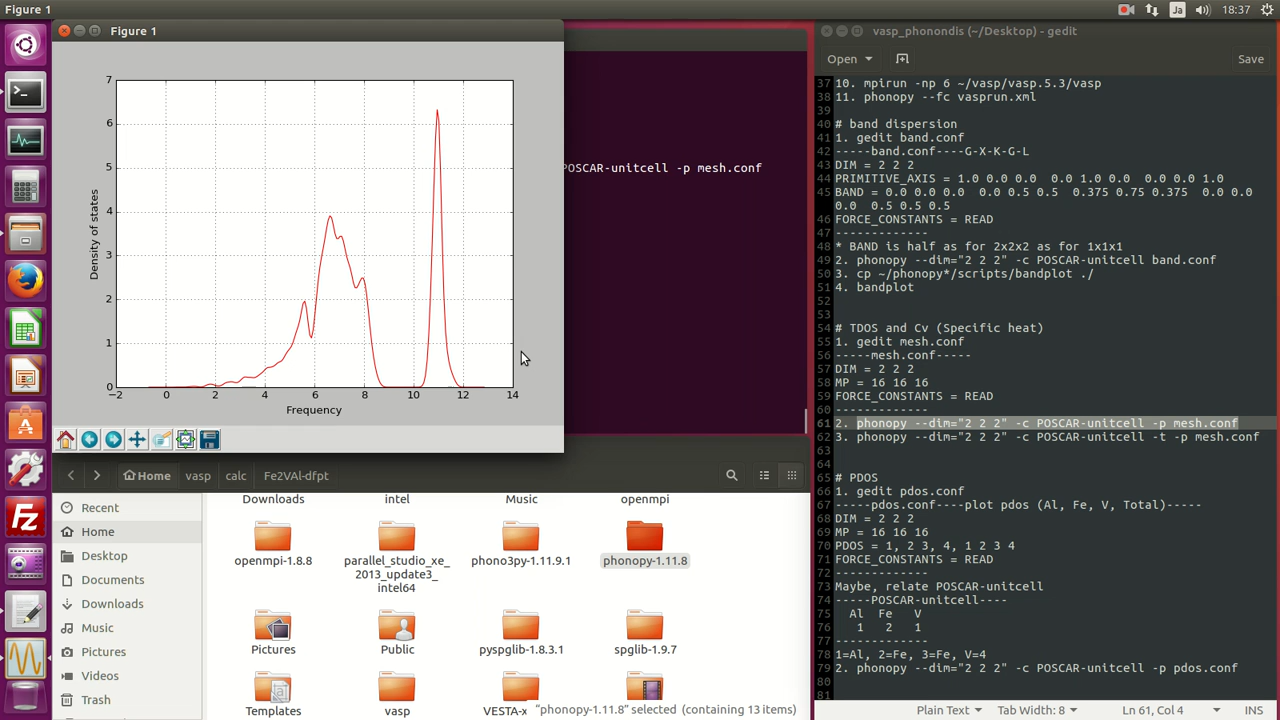 Figure 1
Ja
18:37
Figure 1
7
6
5
4
3
2
1
0
Density of states
−2 0 2 4 6 8 10 12 14
Frequency
POSCAR-unitcell -p mesh.conf
Home vasp calc Fe2VAl-dfpt
Recent
Home
Desktop
Documents
Downloads
Music
Pictures
Videos
Trash
Downloads intel Music openmpi
openmpi-1.8.8 parallel_studio_xe_2013_update3_intel64 phono3py-1.11.9.1 phonopy-1.11.8
Pictures Public pyspglib-1.8.3.1 spglib-1.9.7
Templates vasp VESTA-x
"phonopy-1.11.8" selected (containing 13 items)
vasp_phonondis (~/Desktop) - gedit
Open Save
37 10. mpirun -np 6 ~/vasp/vasp.5.3/vasp
38 11. phonopy --fc vasprun.xml
39
40 # band dispersion
41 1. gedit band.conf
42 -----band.conf----G-X-K-G-L
43 DIM = 2 2 2
44 PRIMITIVE_AXIS = 1.0 0.0 0.0  0.0 1.0 0.0  0.0 0.0 1.0
45 BAND = 0.0 0.0 0.0  0.0 0.5 0.5  0.375 0.75 0.375  0.0 0.0
0.0  0.5 0.5 0.5
46 FORCE_CONSTANTS = READ
47 -------------
48 * BAND is half as for 2x2x2 as for 1x1x1
49 2. phonopy --dim="2 2 2" -c POSCAR-unitcell band.conf
50 3. cp ~/phonopy*/scripts/bandplot ./
51 4. bandplot
52
53
54 # TDOS and Cv (Specific heat)
55 1. gedit mesh.conf
56 -----mesh.conf-----
57 DIM = 2 2 2
58 MP = 16 16 16
59 FORCE_CONSTANTS = READ
60 -------------
61 2. phonopy --dim="2 2 2" -c POSCAR-unitcell -p mesh.conf
62 3. phonopy --dim="2 2 2" -c POSCAR-unitcell -t -p mesh.conf
63
64
65 # PDOS
66 1. gedit pdos.conf
67 -----pdos.conf----plot pdos (Al, Fe, V, Total)-----
68 DIM = 2 2 2
69 MP = 16 16 16
70 PDOS = 1, 2 3, 4, 1 2 3 4
71 FORCE_CONSTANTS = READ
72 -------------
73 Maybe, relate POSCAR-unitcell
74 -----POSCAR-unitcell----
75   Al  Fe  V
76    1   2   1
77 -------------
78 1=Al, 2=Fe, 3=Fe, V=4
79 2. phonopy --dim="2 2 2" -c POSCAR-unitcell -p pdos.conf
80
81
Plain Text Tab Width: 8 Ln 61, Col 4 INS